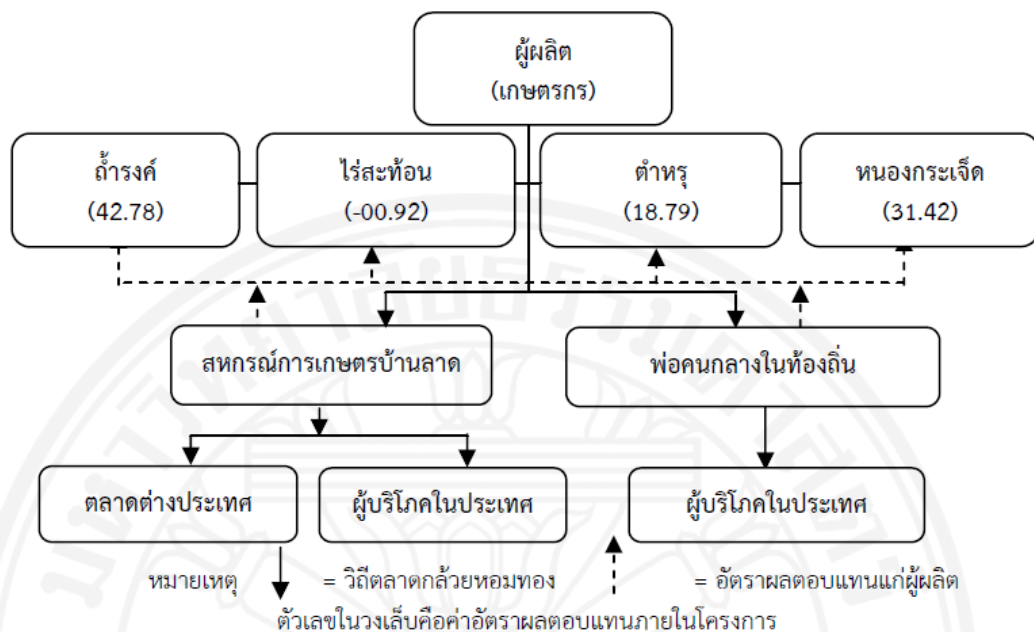 ผู้ผลิต
(เกษตรกร)
ถ้ำรงค์
(42.78)
ไร่สะท้อน
(-00.92)
ตำหรุ
(18.79)
หนองกระเจ็ด
(31.42)
สหกรณ์การเกษตรบ้านลาด
พ่อคนกลางในท้องถิ่น
ตลาดต่างประเทศ
ผู้บริโภคในประเทศ
ผู้บริโภคในประเทศ
หมายเหตุ = วิถีตลาดกล้วยหอมทอง = อัตราผลตอบแทนแก่ผู้ผลิต
ตัวเลขในวงเล็บคือค่าอัตราผลตอบแทนภายในโครงการ